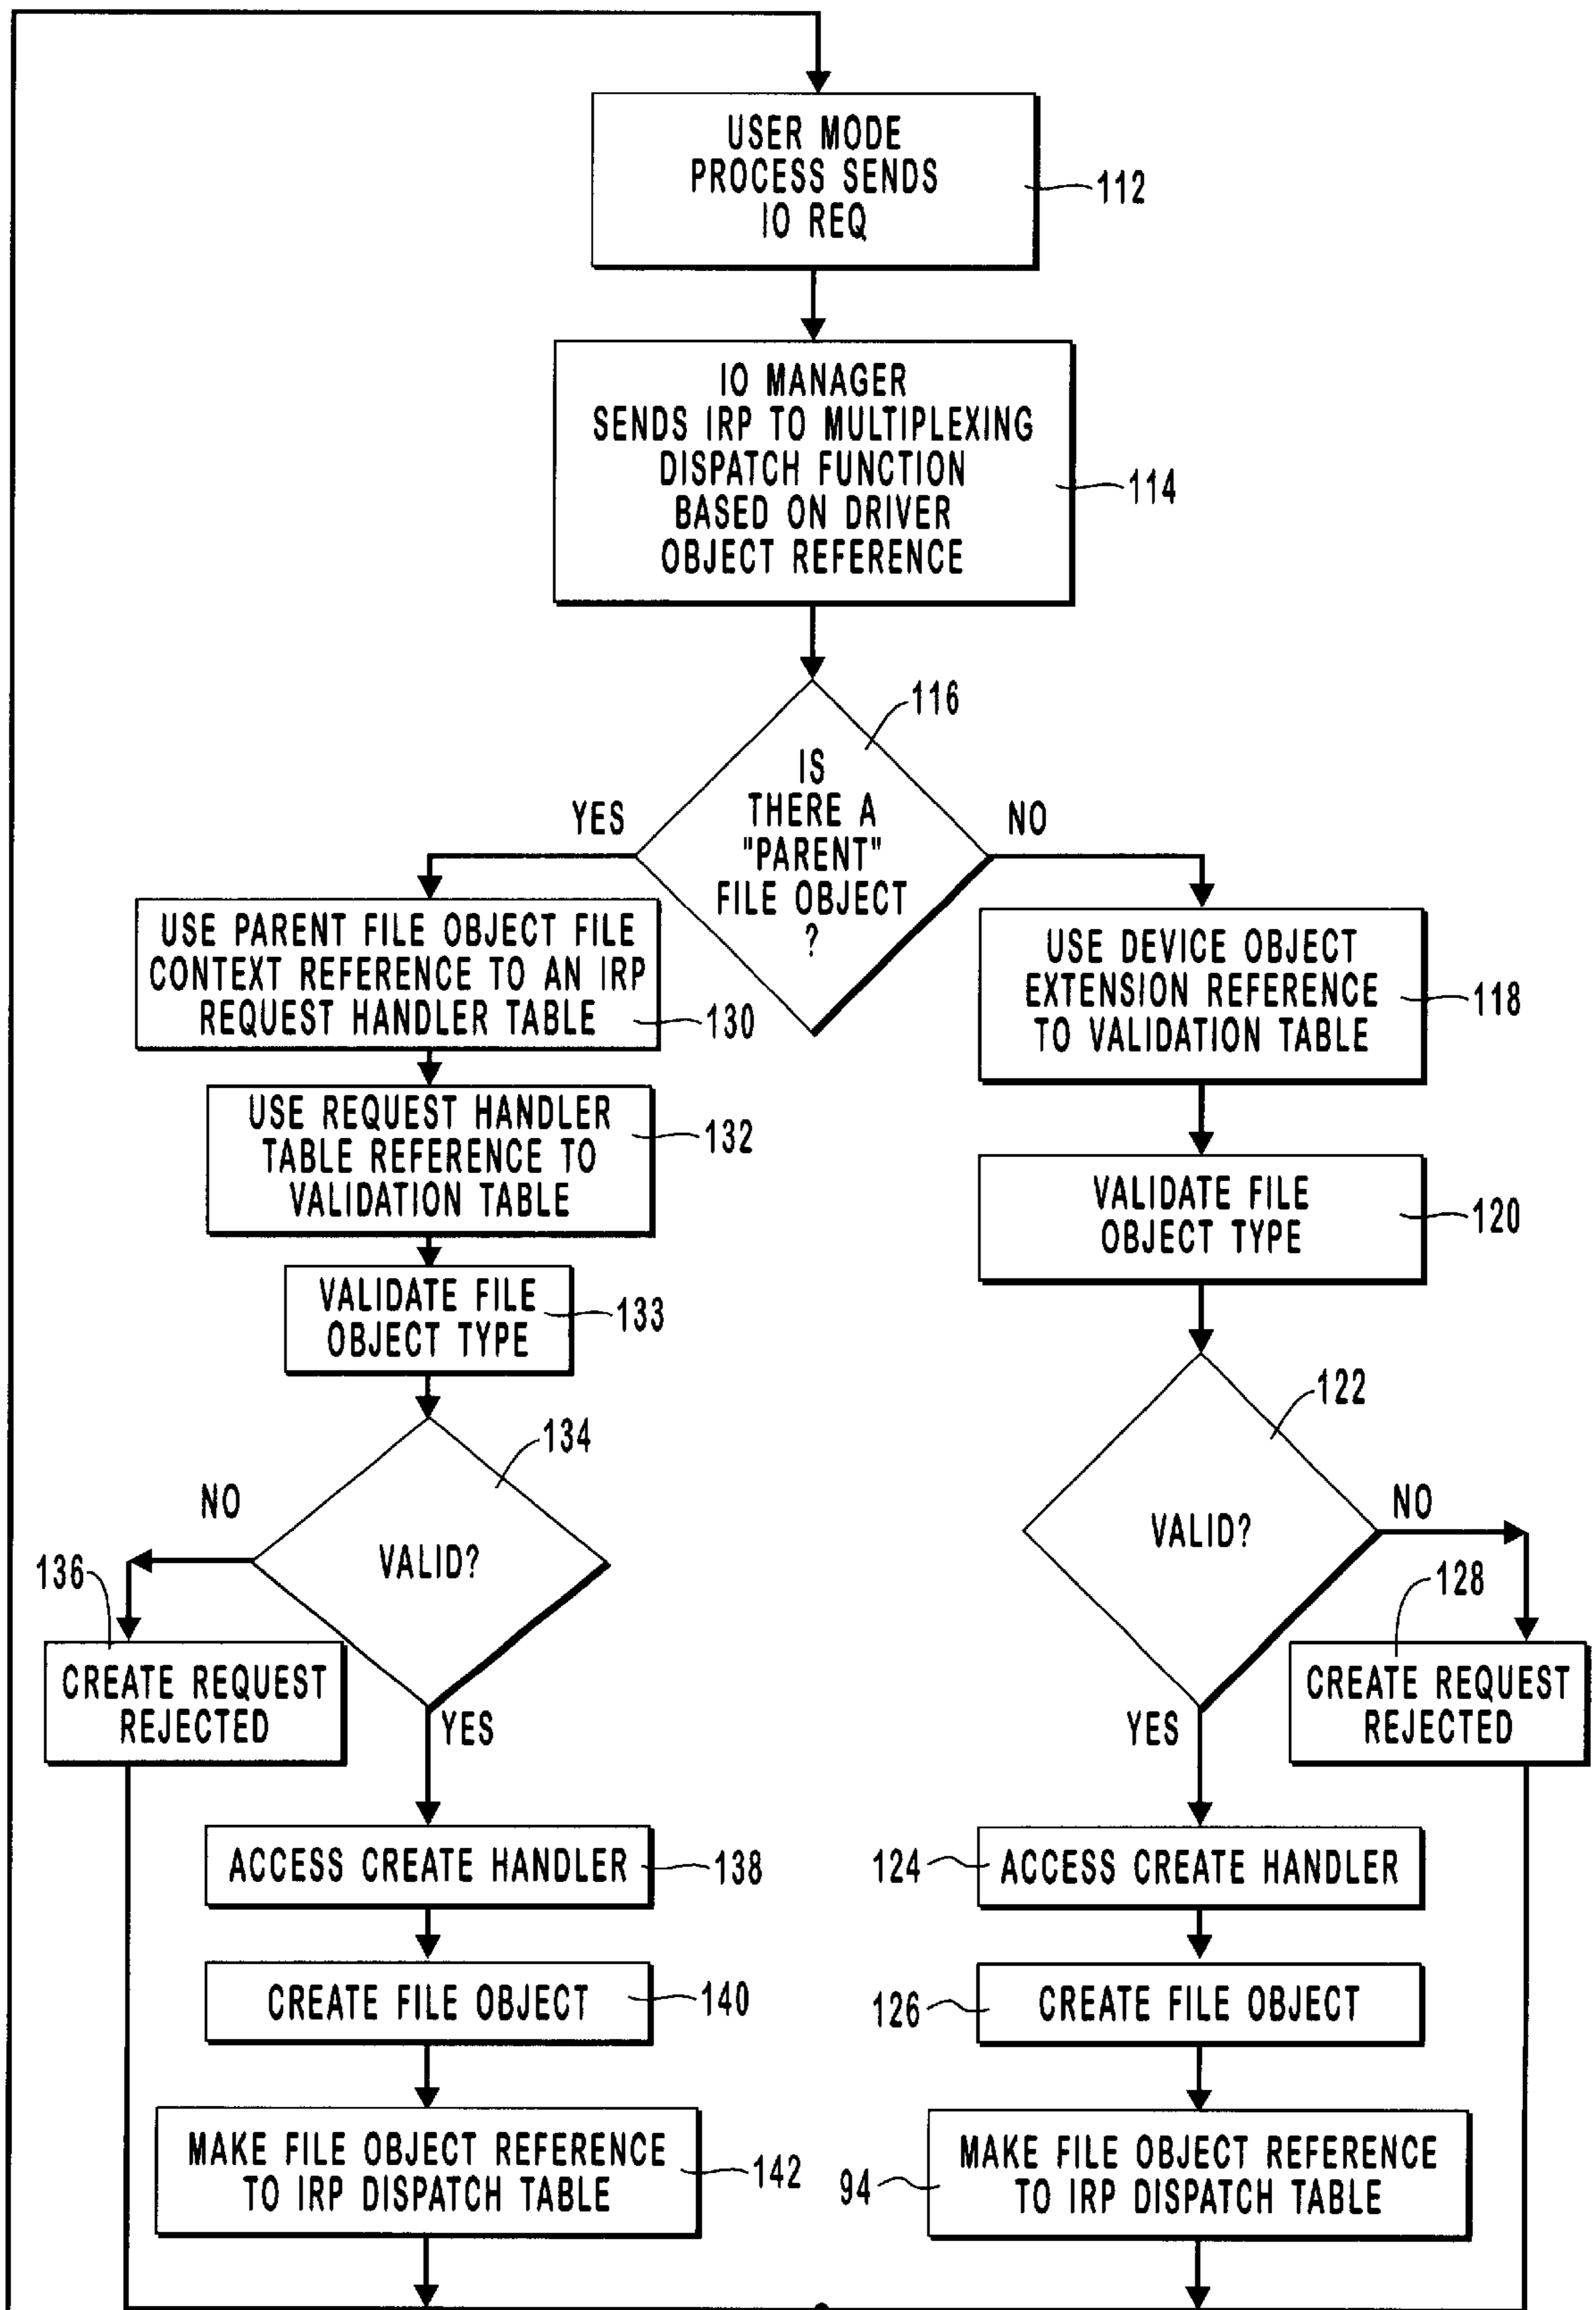 USER MODE
PROCESS SENDS
IO REQ
112
IO MANAGER
SENDS IRP TO MULTIPLEXING
DISPATCH FUNCTION
BASED ON DRIVER
OBJECT REFERENCE
114
116
IS
THERE A
"PARENT"
FILE OBJECT
?
YES
NO
USE PARENT FILE OBJECT FILE
CONTEXT REFERENCE TO AN IRP
REQUEST HANDLER TABLE
130
USE REQUEST HANDLER
TABLE REFERENCE TO
VALIDATION TABLE
132
VALIDATE FILE
OBJECT TYPE
133
134
VALID?
NO
136
CREATE REQUEST
REJECTED
YES
ACCESS CREATE HANDLER
138
CREATE FILE OBJECT
140
MAKE FILE OBJECT REFERENCE
TO IRP DISPATCH TABLE
142
USE DEVICE OBJECT
EXTENSION REFERENCE
TO VALIDATION TABLE
118
VALIDATE FILE
OBJECT TYPE
120
122
VALID?
NO
128
CREATE REQUEST
REJECTED
YES
124
ACCESS CREATE HANDLER
126
CREATE FILE OBJECT
94
MAKE FILE OBJECT REFERENCE
TO IRP DISPATCH TABLE